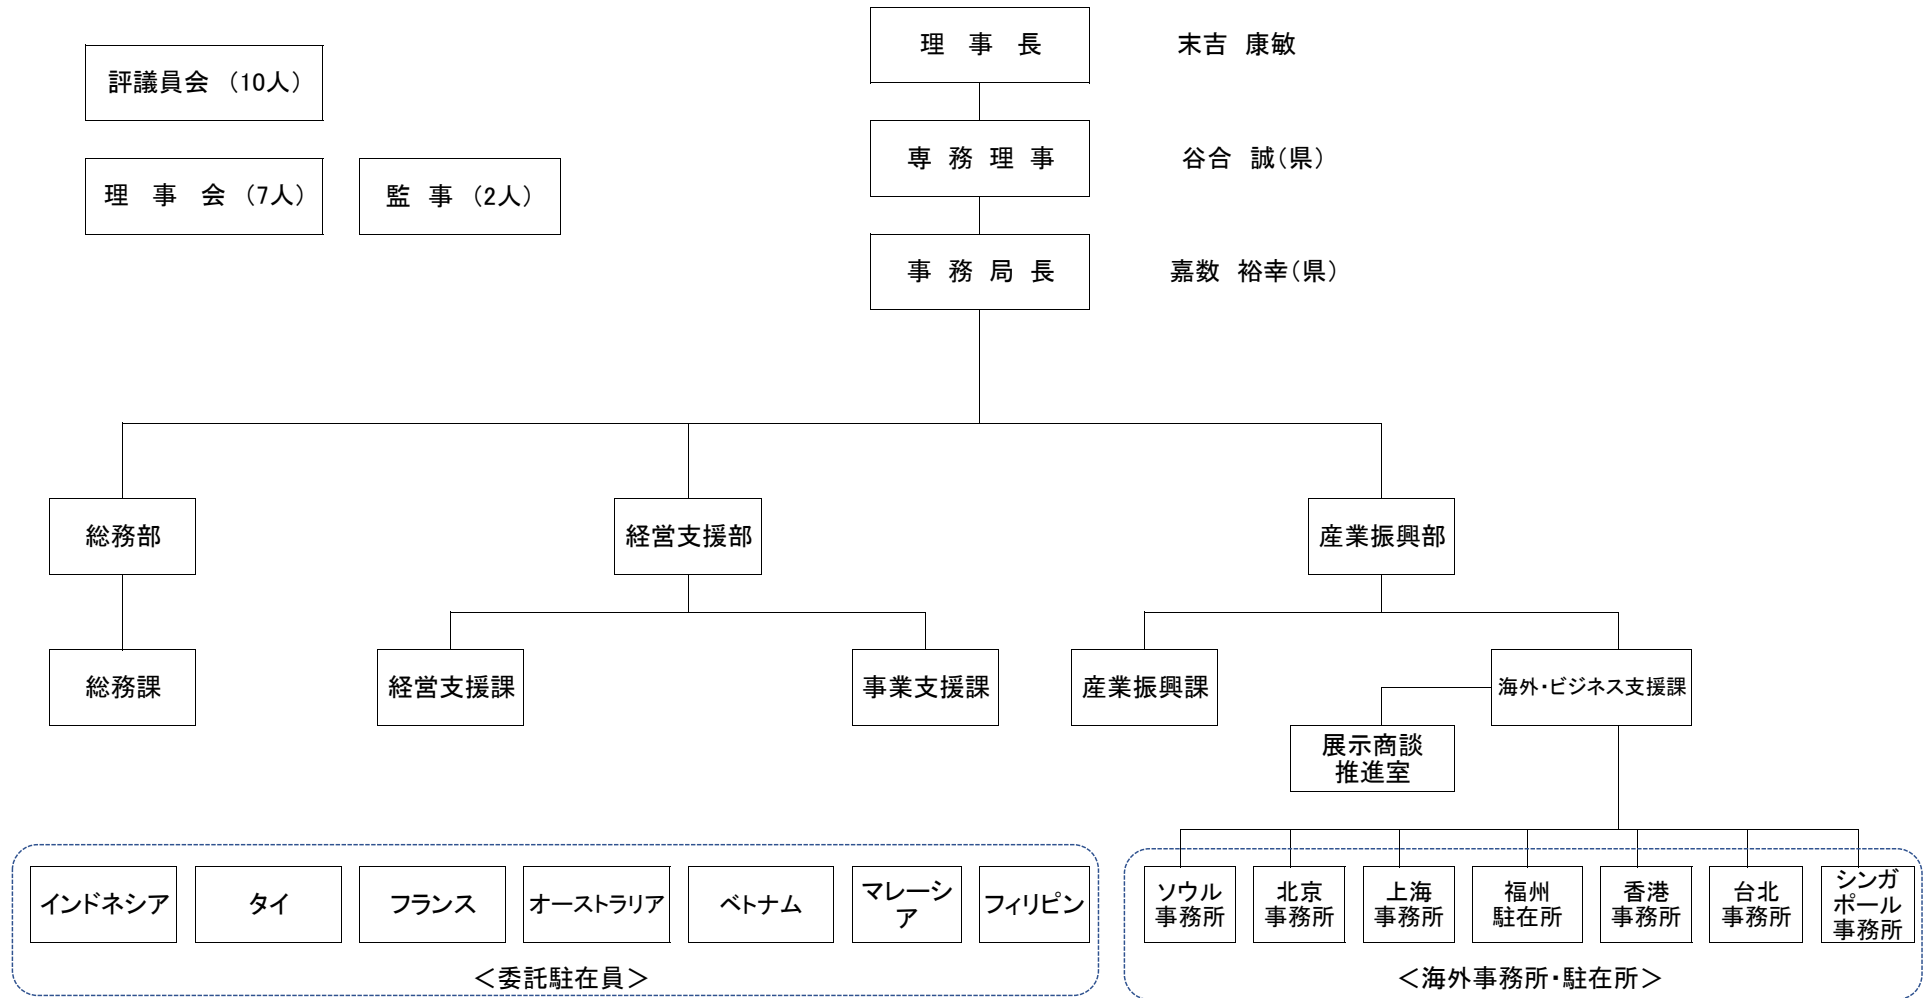 理　事　長
末吉　康敏
評議員会　（10人）
専 務 理 事
谷合　誠（県）
理　事　会　（7人）
監　事　（2人）
事 務 局 長
嘉数　裕幸（県）
総務部
経営支援部
産業振興部
総務課
経営支援課
事業支援課
産業振興課
海外・ビジネス支援課
展示商談
推進室
インドネシア
タイ
フランス
オーストラリア
ベトナム
マレーシ
ア
フィリピン
＜委託駐在員＞
ソウル
事務所
北京
事務所
上海
事務所
福州
駐在所
香港
事務所
台北
事務所
シンガ
ポール
事務所
＜海外事務所・駐在所＞